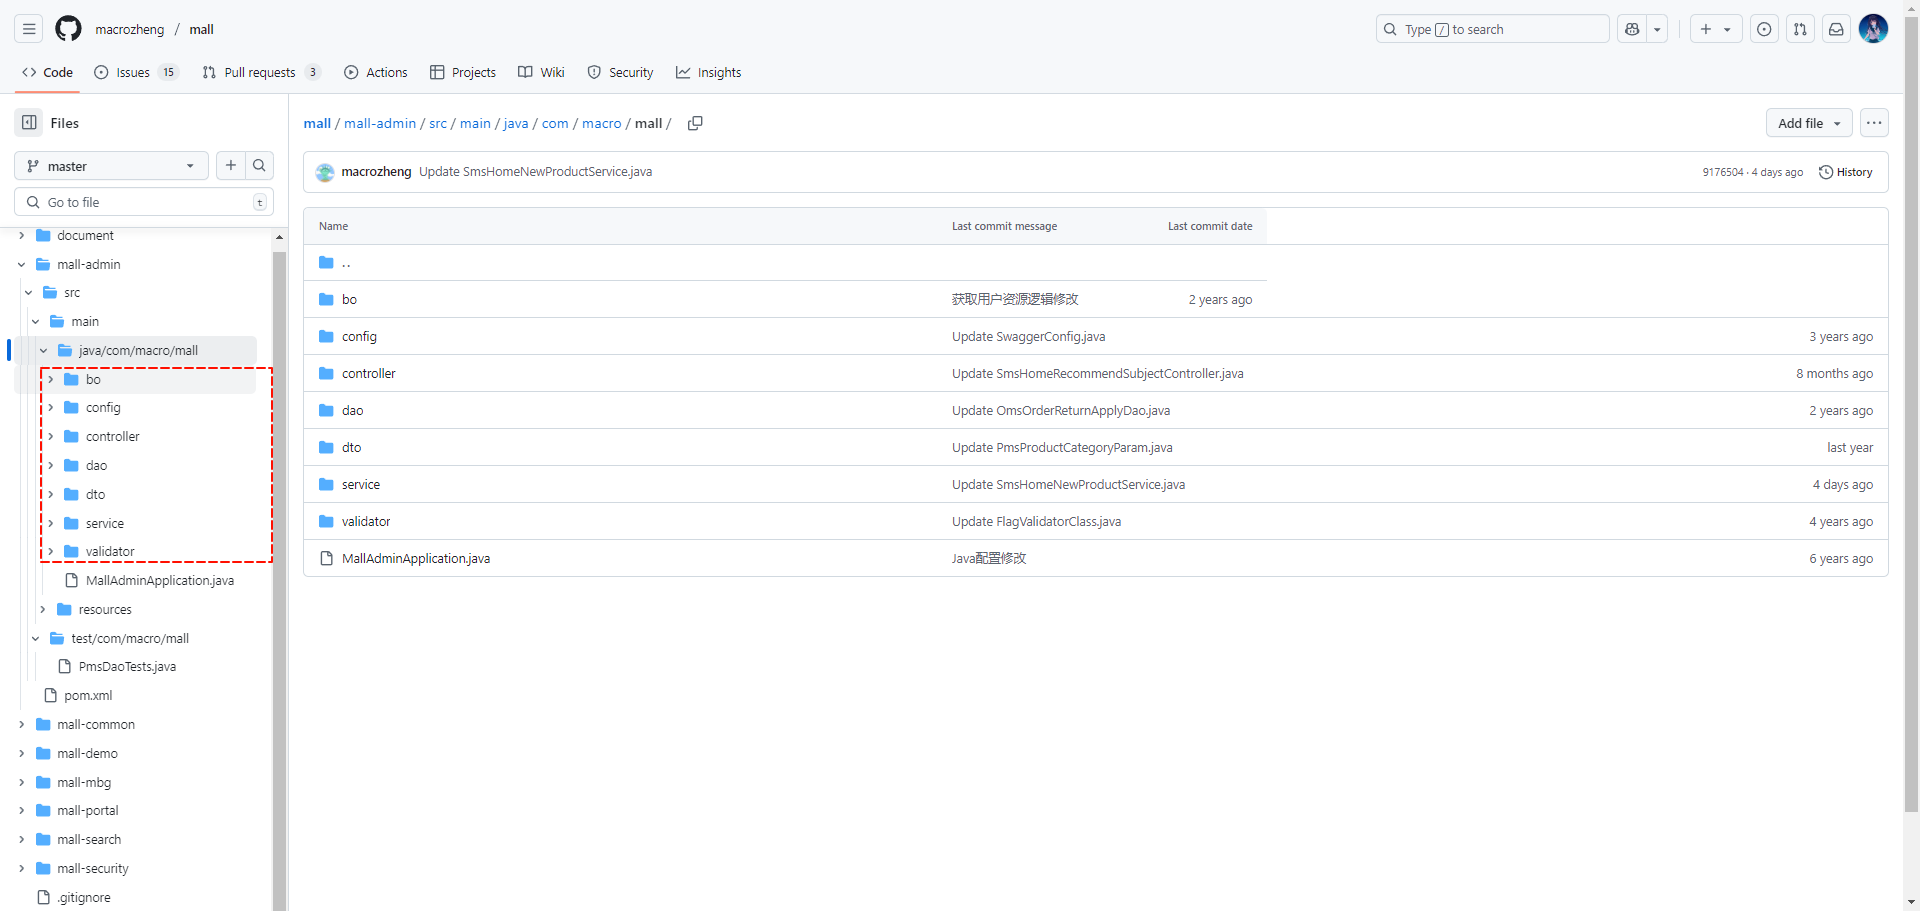 macrozheng / mall
Type / to search
Code
Issues 15
Pull requests 3
Actions
Projects
Wiki
Security
Insights
Files
master
Go to file
t
document
mall-admin
src
main
java/com/macro/mall
bo
config
controller
dao
dto
service
validator
MallAdminApplication.java
resources
test/com/macro/mall
PmsDaoTests.java
pom.xml
mall-common
mall-demo
mall-mbg
mall-portal
mall-search
mall-security
.gitignore
mall / mall-admin / src / main / java / com / macro / mall /
Add file
macrozheng Update SmsHomeNewProductService.java
9176504 · 4 days ago
History
Name Last commit message Last commit date
..
bo 获取用户资源逻辑修改 2 years ago
config Update SwaggerConfig.java 3 years ago
controller Update SmsHomeRecommendSubjectController.java 8 months ago
dao Update OmsOrderReturnApplyDao.java 2 years ago
dto Update PmsProductCategoryParam.java last year
service Update SmsHomeNewProductService.java 4 days ago
validator Update FlagValidatorClass.java 4 years ago
MallAdminApplication.java Java配置修改 6 years ago